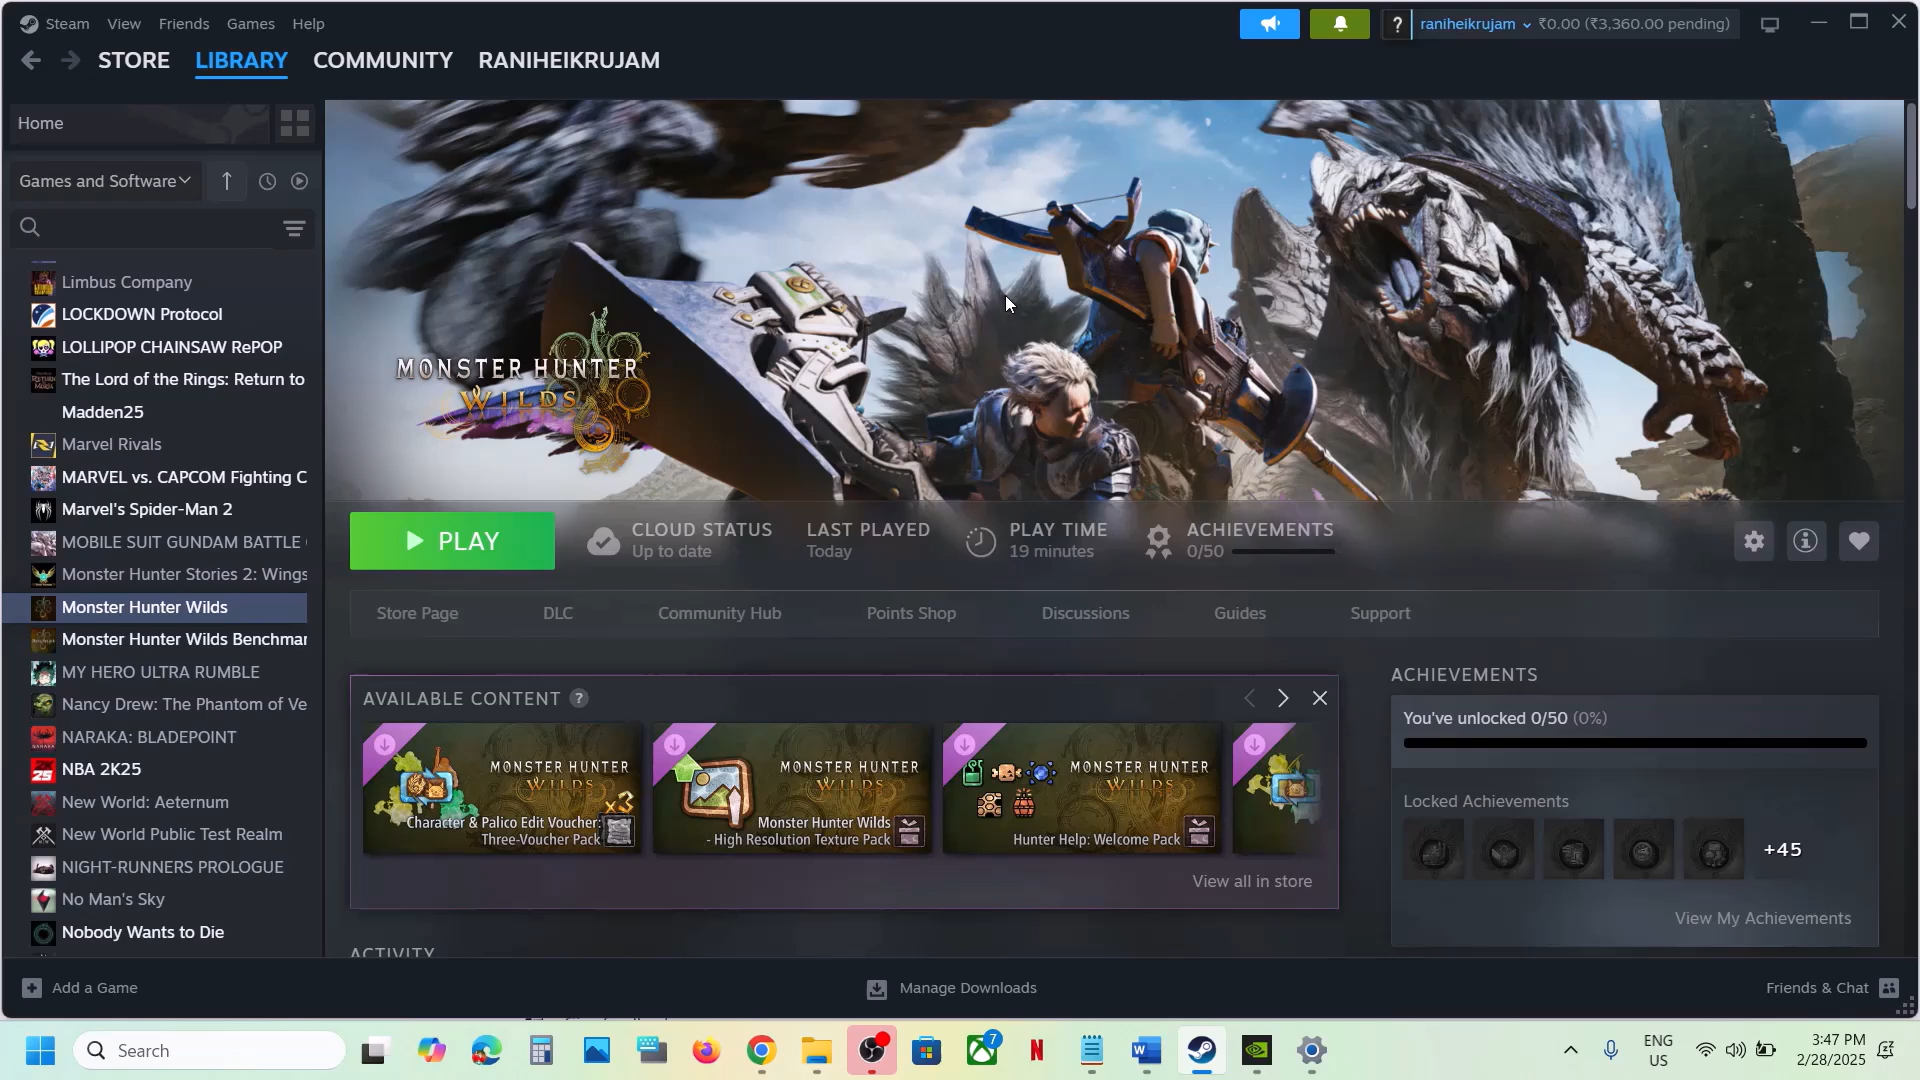 Steam View Friends Games Help
? raniheikrujam ₹0.00 (₹3,360.00 pending)
STORE LIBRARY COMMUNITY RANIHEIKRUJAM
Home
Games and Software
Limbus Company
LOCKDOWN Protocol
LOLLIPOP CHAINSAW RePOP
The Lord of the Rings: Return to
Madden25
Marvel Rivals
MARVEL vs. CAPCOM Fighting C
Marvel's Spider-Man 2
MOBILE SUIT GUNDAM BATTLE
Monster Hunter Stories 2: Wings
Monster Hunter Wilds
Monster Hunter Wilds Benchmar
MY HERO ULTRA RUMBLE
Nancy Drew: The Phantom of Ve
NARAKA: BLADEPOINT
NBA 2K25
New World: Aeternum
New World Public Test Realm
NIGHT-RUNNERS PROLOGUE
No Man's Sky
Nobody Wants to Die
MONSTER HUNTER
WILDS
PLAY
CLOUD STATUS
Up to date
LAST PLAYED
Today
PLAY TIME
19 minutes
ACHIEVEMENTS
0/50
Store Page DLC Community Hub Points Shop Discussions Guides Support
AVAILABLE CONTENT ?
MONSTER HUNTER
WILDS
x3
Character & Palico Edit Voucher:
Three-Voucher Pack
MONSTER HUNTER
WILDS
Monster Hunter Wilds
- High Resolution Texture Pack
MONSTER HUNTER
WILDS
Hunter Help: Welcome Pack
View all in store
ACTIVITY
ACHIEVEMENTS
You've unlocked 0/50 (0%)
Locked Achievements
+45
View My Achievements
Add a Game
Manage Downloads
Friends & Chat
Search
7
ENG
US
3:47 PM
2/28/2025